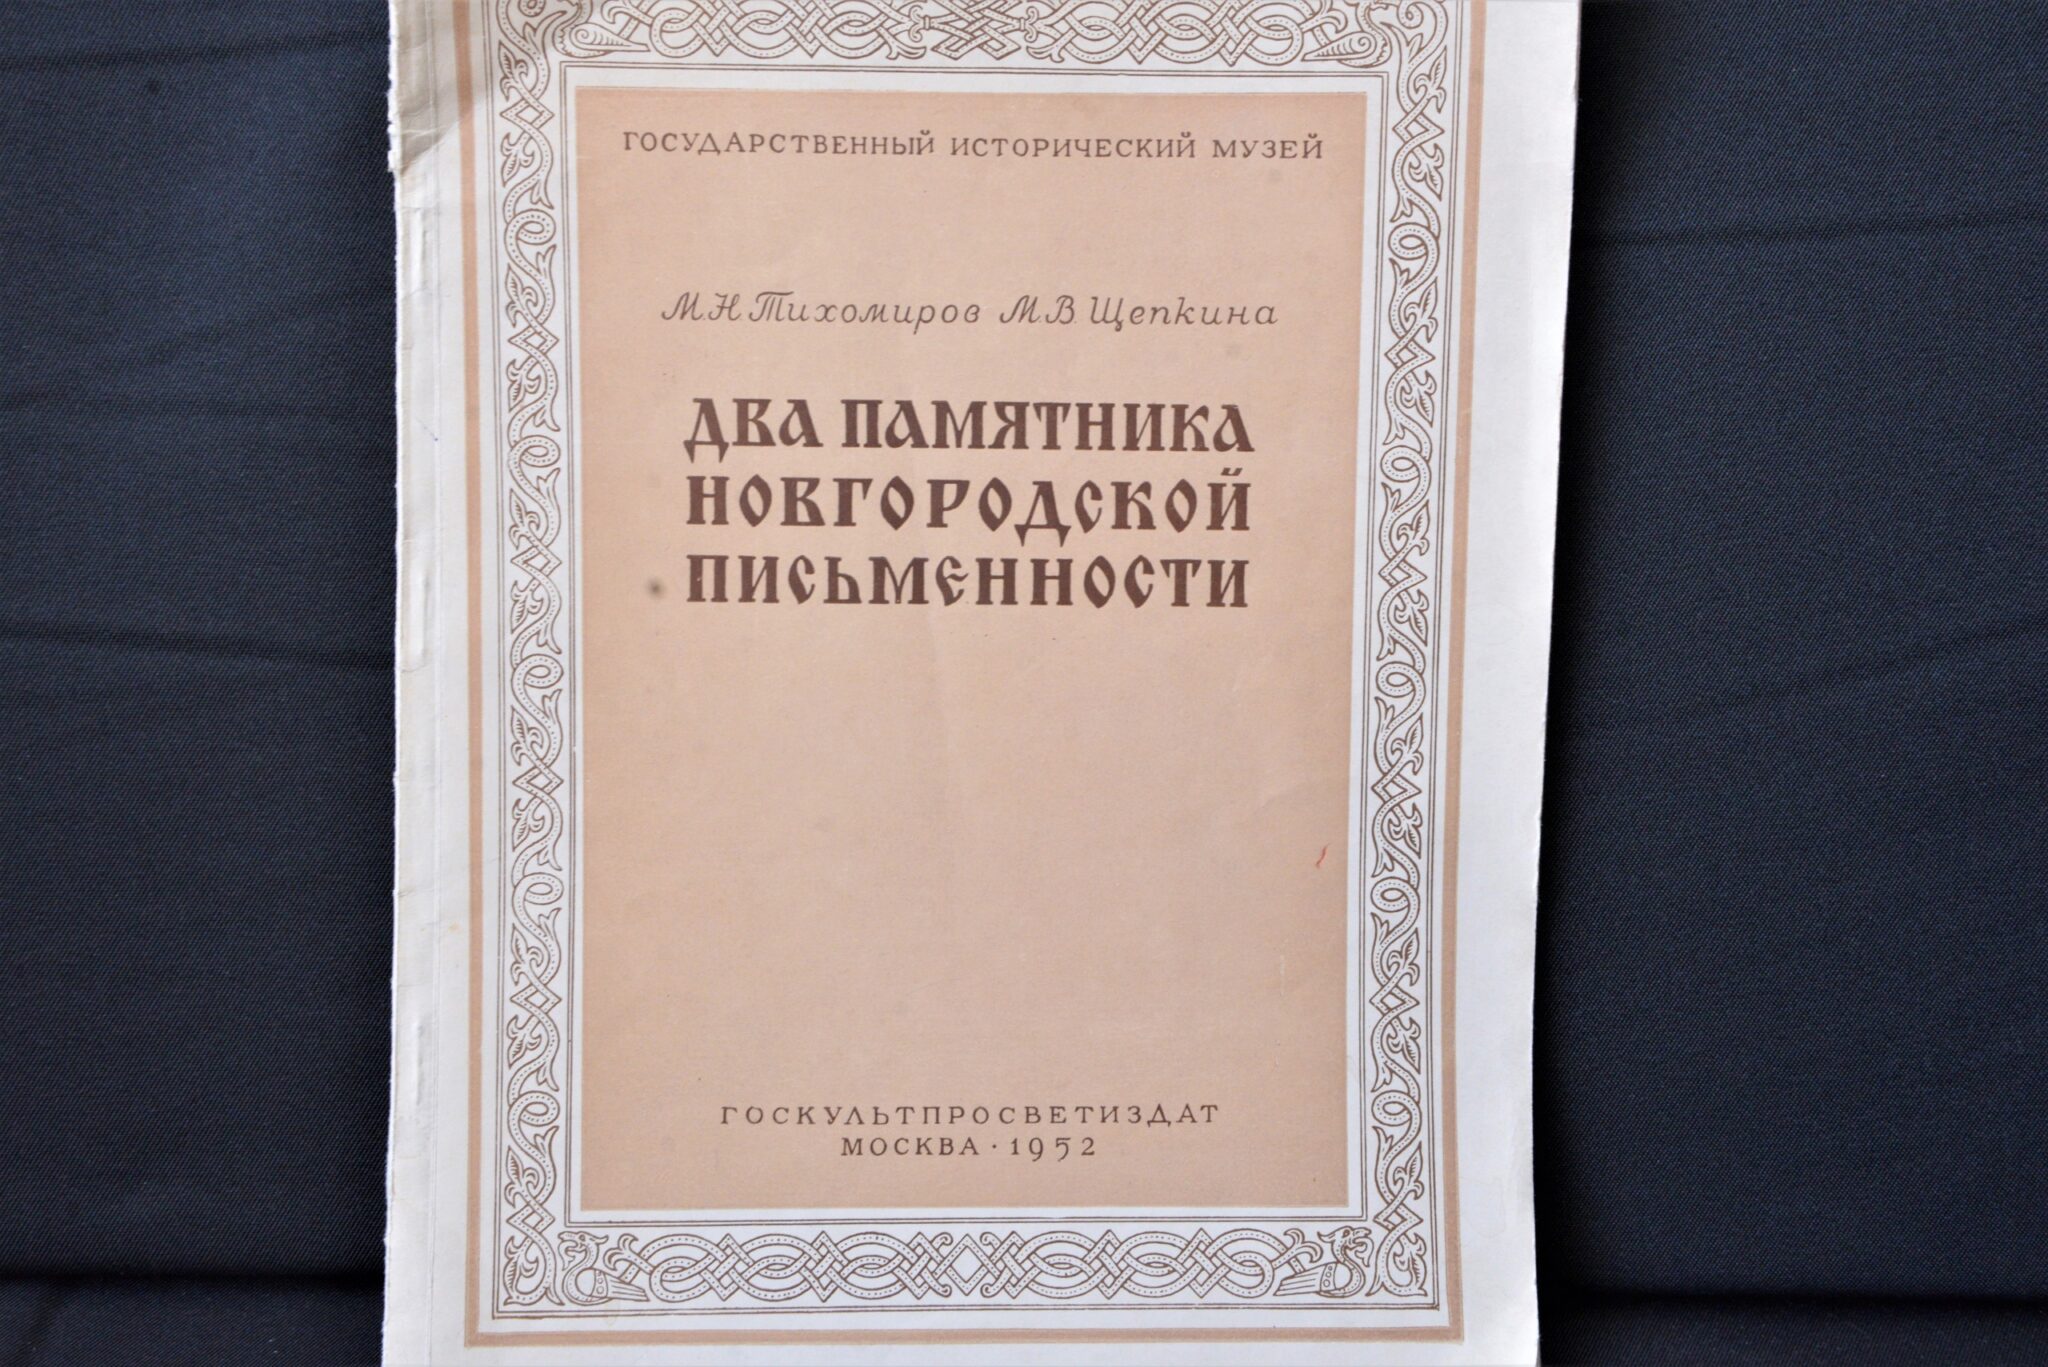 ГОСУДАРСТВЕННЫЙ ИСТОРИЧЕСКИЙ МУЗЕЙ
М.Н Тихомиров М.В. Щепкина
ДВА ПАМЯТНИКА
НОВГОРОДСКОЙ
ПИСЬМЕННОСТИ
ГОСКУЛЬТПРОСВЕТИЗДАТ
МОСКВА · 1952